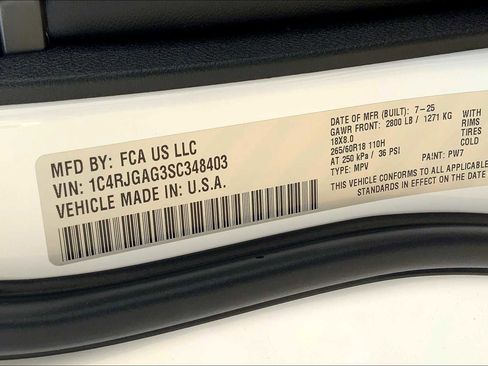 MFD BY: FCA US LLC
VIN: 1C4RJGAG3SC348403
VEHICLE MADE IN: U.S.A.
DATE OF MFR (BUILT): 7-25
GAWR FRONT: 2800 LB / 1271 KG
18X8.0
265/60R18 110H
AT 250 kPa / 36 PSI
TYPE: MPV
PAINT: PW7
THIS VEHICLE CONFORMS TO ALL APPLICABLE
STANDARDS IN EFFECT ON THE DATE OF
RIMS
TIRES
COLD